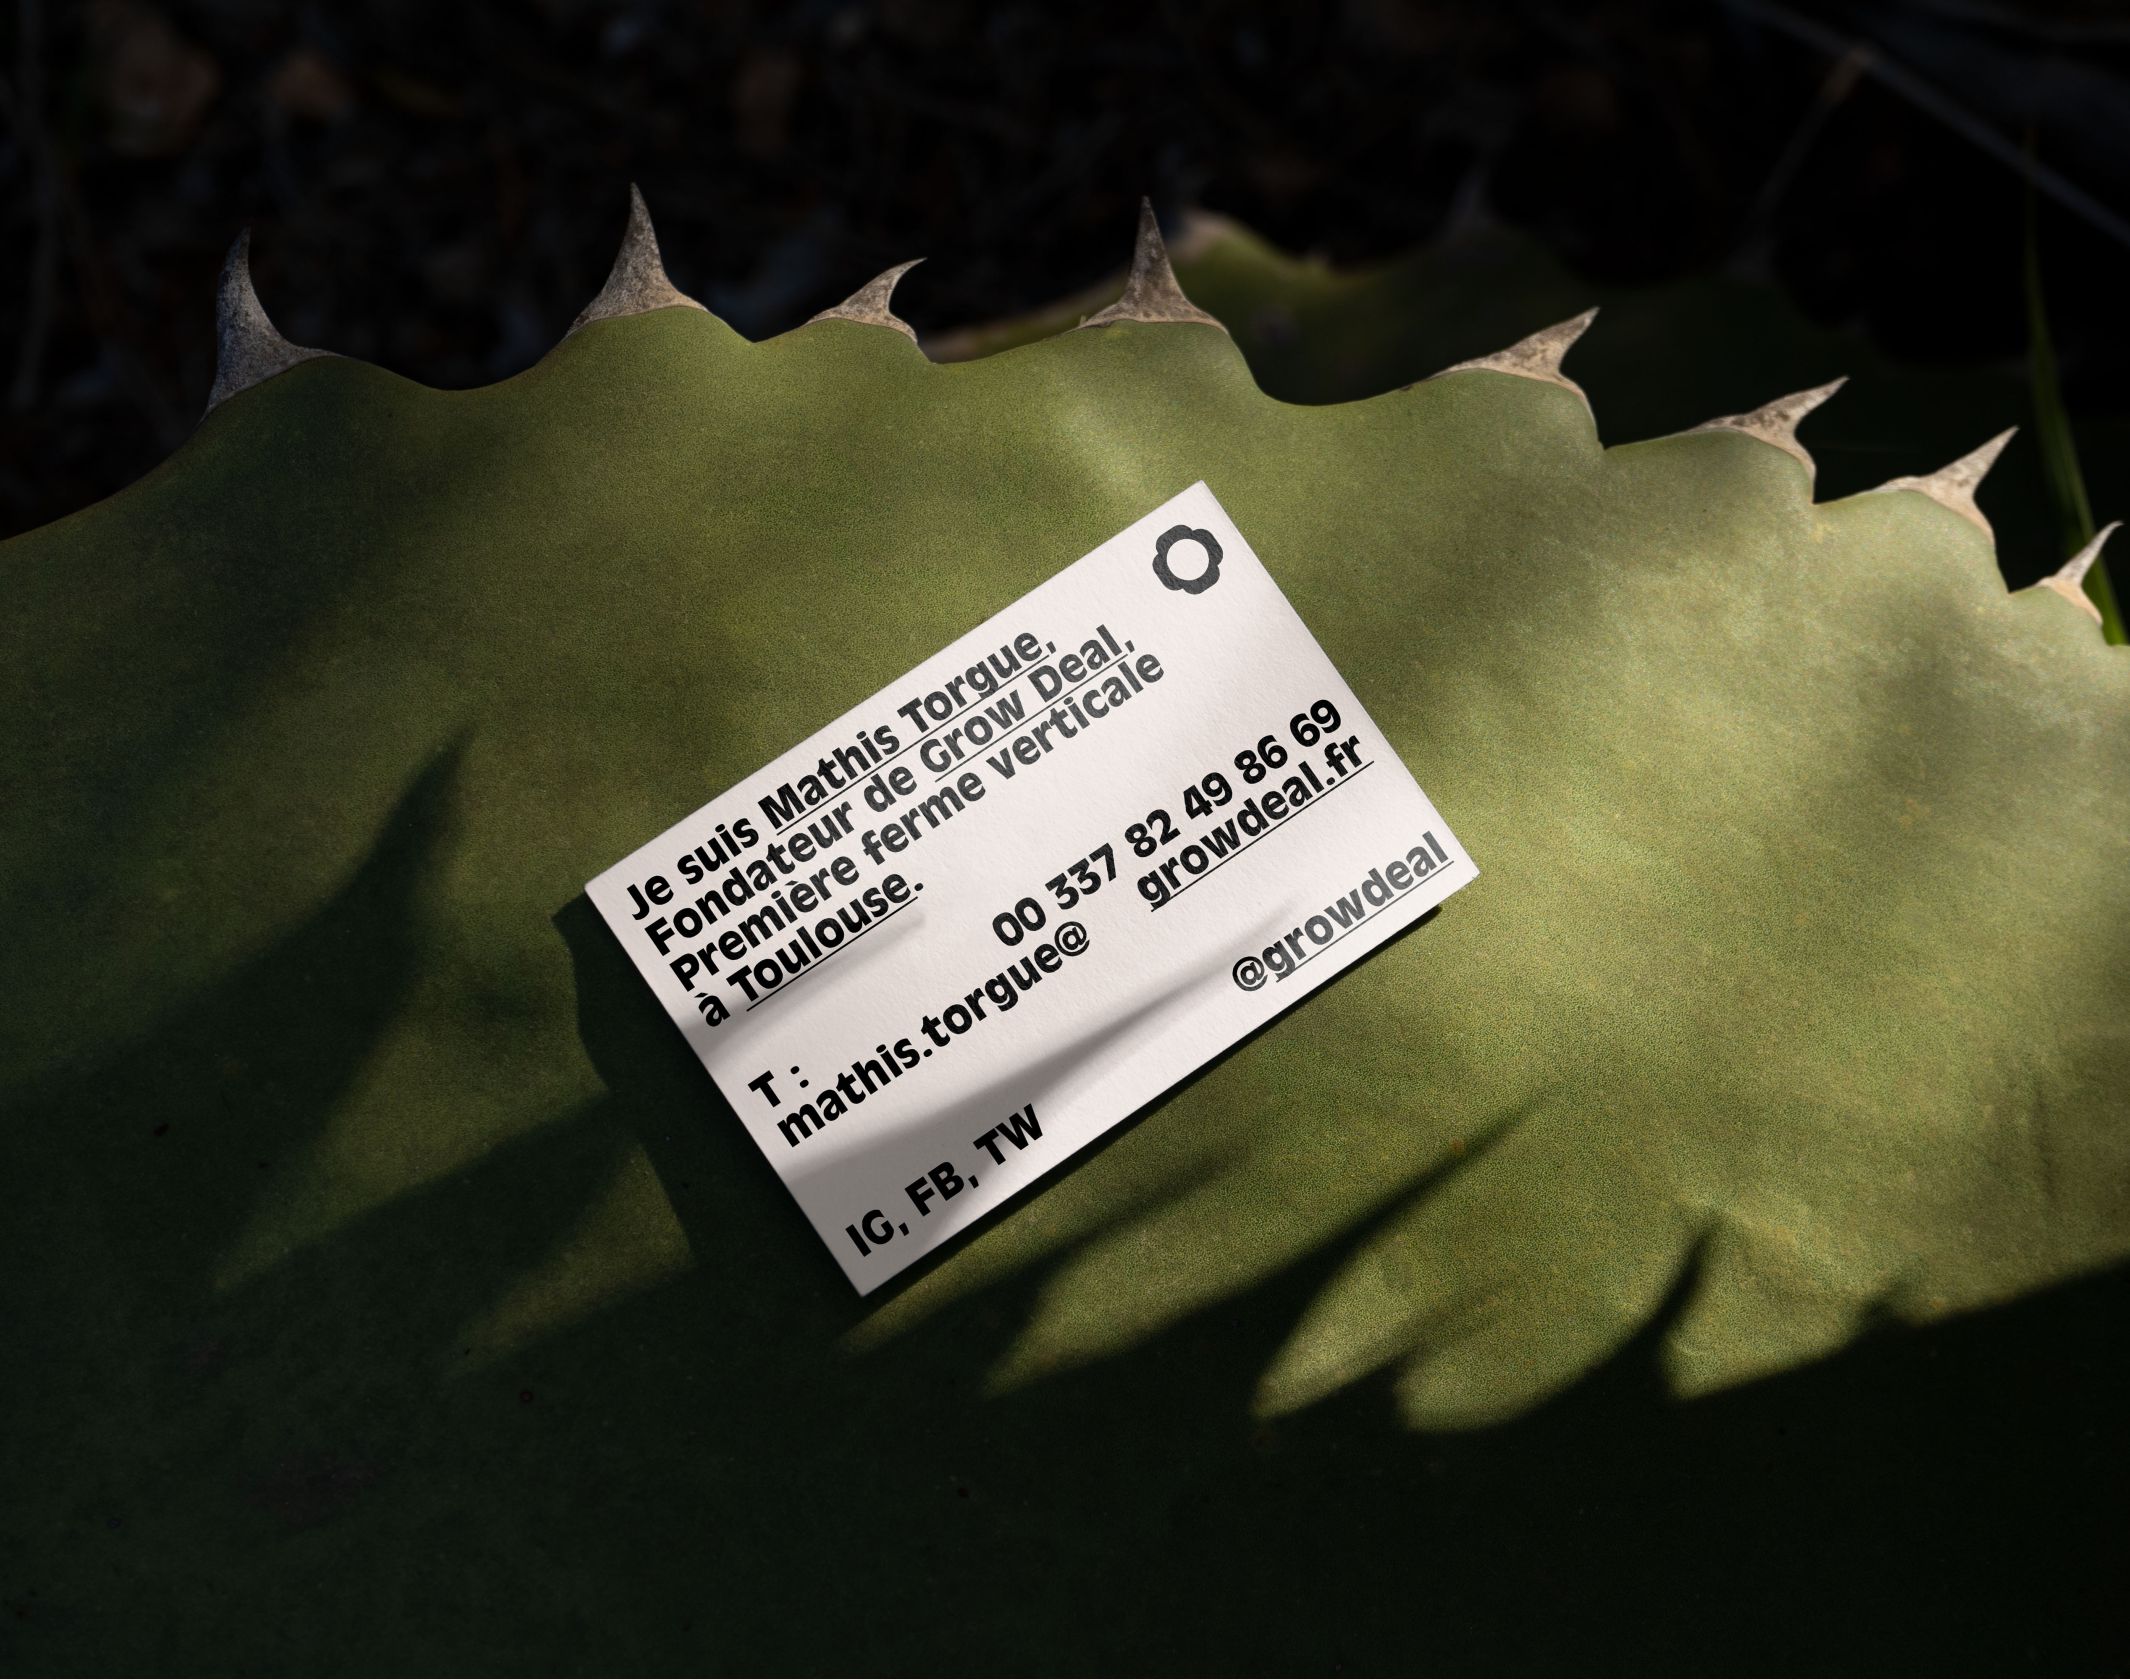 Je suis Mathis Torgue,
Fondateur de Grow Deal,
Première ferme verticale
à Toulouse.
T : 00 337 82 49 86 69
mathis.torgue@ growdeal.fr
IG, FB, TW @growdeal